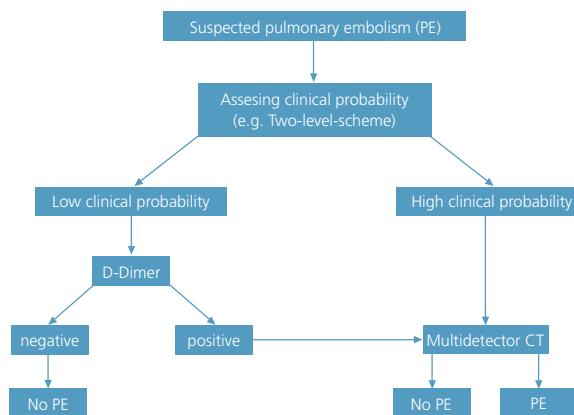 Suspected pulmonary embolism (PE)
Assesing clinical probability
(e.g. Two-level-scheme)
Low clinical probability
High clinical probability
D-Dimer
negative
positive
Multidetector CT
No PE
No PE
PE